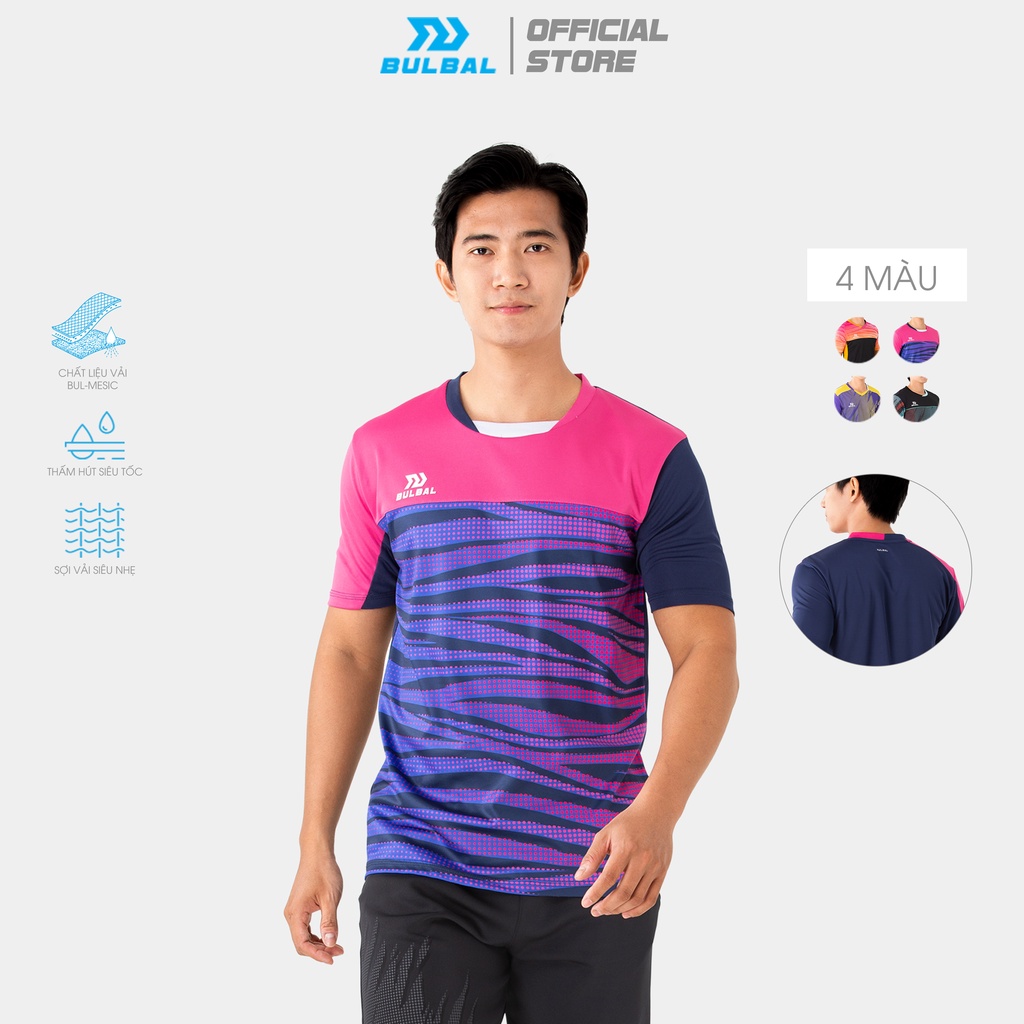 BULBAL
OFFICIAL
STORE
4 MÀU
CHẤT LIỆU VẢI
BUL-MESIC
THẤM HÚT SIÊU TỐC
SỢI VẢI SIÊU NHẸ
BULBAL